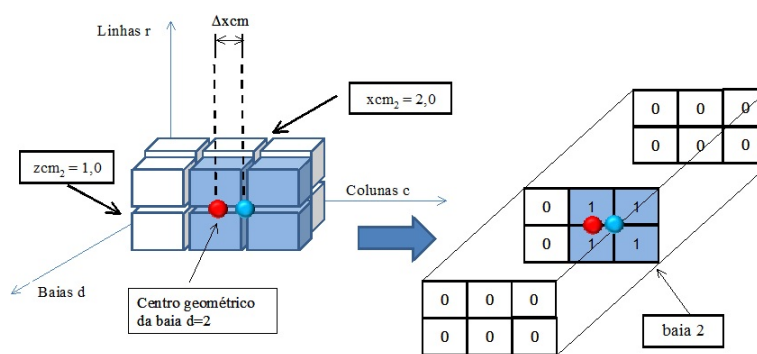 Δxcm
Linhas r
xcm₂ = 2,0
zcm₂ = 1,0
Colunas c
Baias d
Centro geométrico
da baia d=2
0 0 0
0 0 0
0 1 1
0 1 1
0 0 0
0 0 0
baia 2